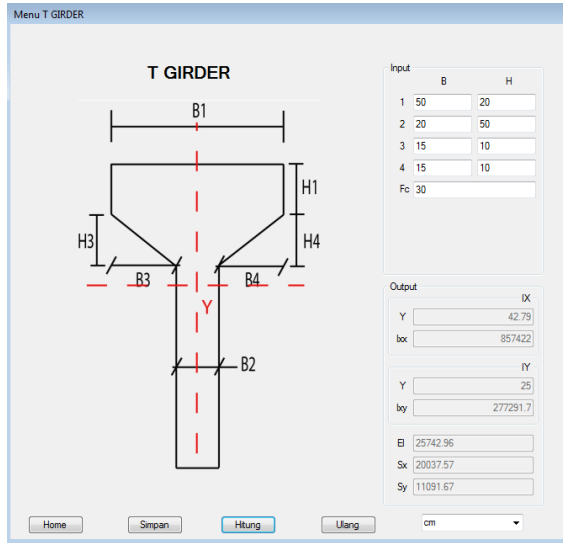 Menu T GIRDER
T GIRDER
B1
H1
H3
H4
B3
B4
Y
B2
Input
B H
1 50 20
2 20 50
3 15 10
4 15 10
Fc 30
Output
IX
Y 42.79
Ixx 857422
IY
Y 25
Ixy 277291.7
EI 25742.96
Sx 20037.57
Sy 11091.67
Home Simpan Hitung Ulang cm